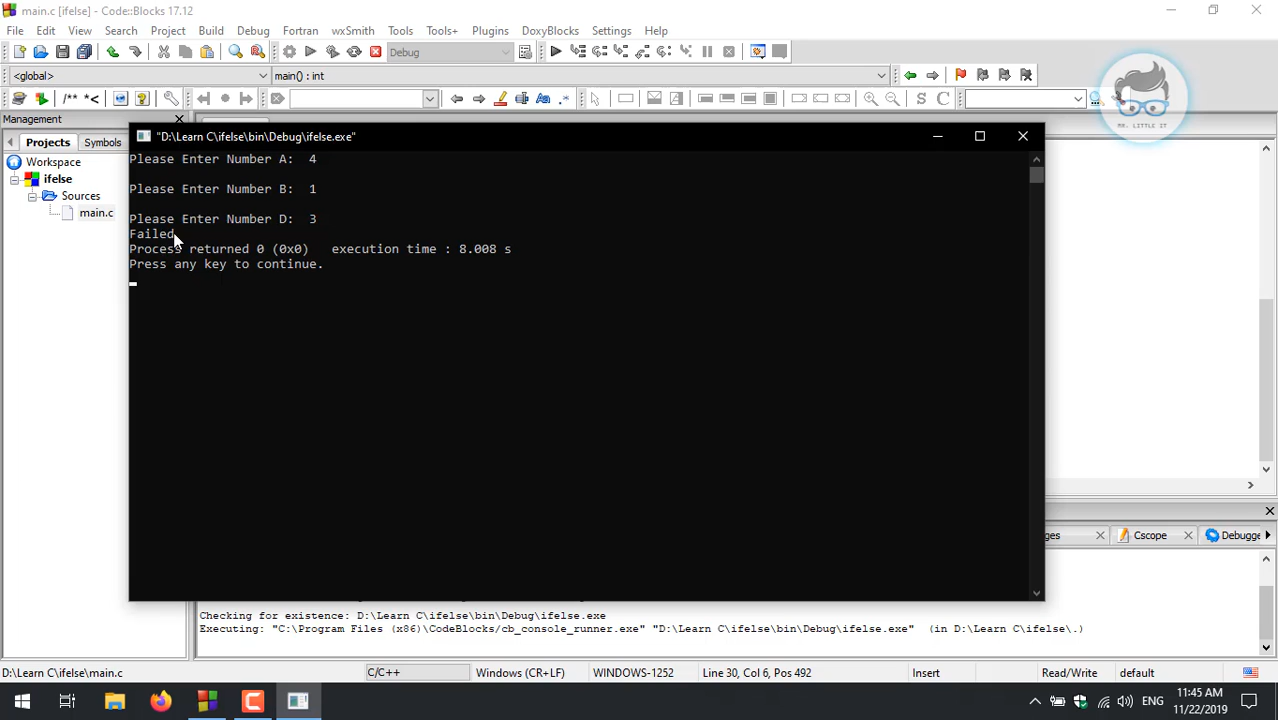 main.c [ifelse] - Code::Blocks 17.12
File Edit View Search Project Build Debug Fortran wxSmith Tools Tools+ Plugins DoxyBlocks Settings Help
Debug
<global> main() : int
/** *<
S C
MR. LITTLE IT
Management
Projects Symbols
Workspace
ifelse
Sources
main.c
"D:\Learn C\ifelse\bin\Debug\ifelse.exe"
Please Enter Number A:  4
Please Enter Number B:  1
Please Enter Number D:  3
Failed
Process returned 0 (0x0)   execution time : 8.008 s
Press any key to continue.
ges Cscope Debugge
Checking for existence: D:\Learn C\ifelse\bin\Debug\ifelse.exe
Executing: "C:\Program Files (x86)\CodeBlocks/cb_console_runner.exe" "D:\Learn C\ifelse\bin\Debug\ifelse.exe"  (in D:\Learn C\ifelse\.)
D:\Learn C\ifelse\main.c C/C++ Windows (CR+LF) WINDOWS-1252 Line 30, Col 6, Pos 492 Insert Read/Write default
ENG
11:45 AM
11/22/2019